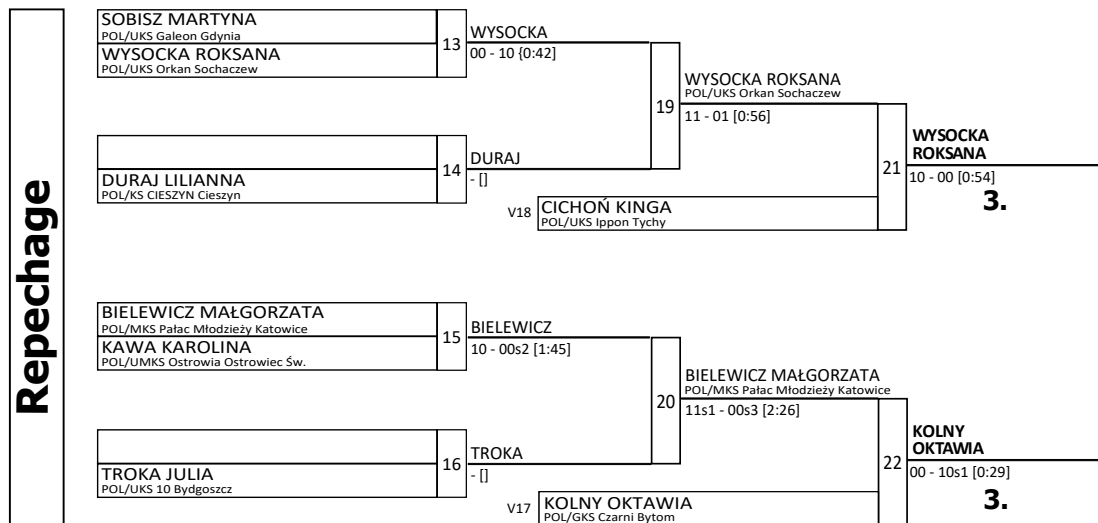 Repechage
SOBISZ MARTYNA
POL/UKS Galeon Gdynia
WYSOCKA ROKSANA
POL/UKS Orkan Sochaczew
13
WYSOCKA
00 - 10 {0:42]
DURAJ LILIANNA
POL/KS CIESZYN Cieszyn
14
DURAJ
- []
19
WYSOCKA ROKSANA
POL/UKS Orkan Sochaczew
11 - 01 [0:56]
V18
CICHOŃ KINGA
POL/UKS Ippon Tychy
21
WYSOCKA
ROKSANA
10 - 00 [0:54]
3.
BIELEWICZ MAŁGORZATA
POL/MKS Pałac Młodzieży Katowice
KAWA KAROLINA
POL/UMKS Ostrowia Ostrowiec Św.
15
BIELEWICZ
10 - 00s2 [1:45]
TROKA JULIA
POL/UKS 10 Bydgoszcz
16
TROKA
- []
20
BIELEWICZ MAŁGORZATA
POL/MKS Pałac Młodzieży Katowice
11s1 - 00s3 [2:26]
V17
KOLNY OKTAWIA
POL/GKS Czarni Bytom
22
KOLNY
OKTAWIA
00 - 10s1 [0:29]
3.